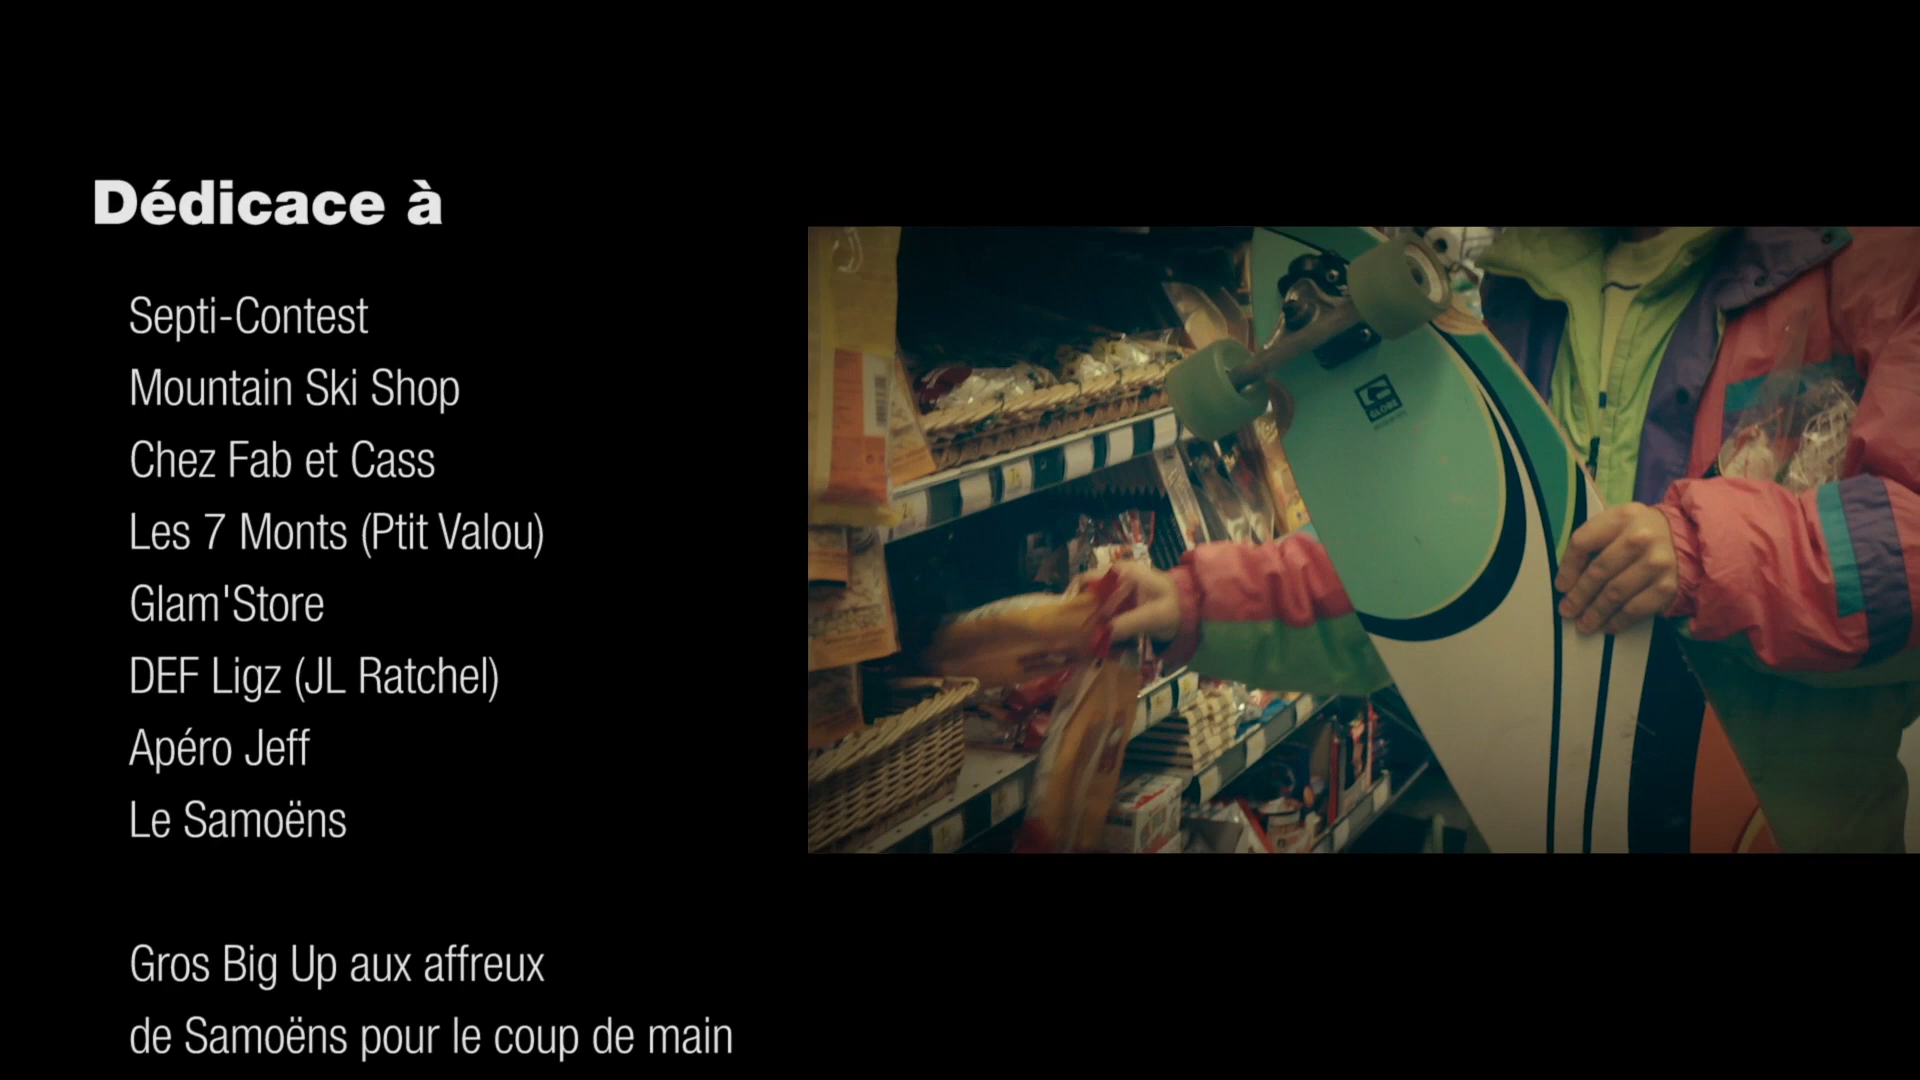 Dédicace à
Septi-Contest
Mountain Ski Shop
Chez Fab et Cass
Les 7 Monts (Ptit Valou)
Glam'Store
DEF Ligz (JL Ratchel)
Apéro Jeff
Le Samoëns
Gros Big Up aux affreux
de Samoëns pour le coup de main
GLOBE